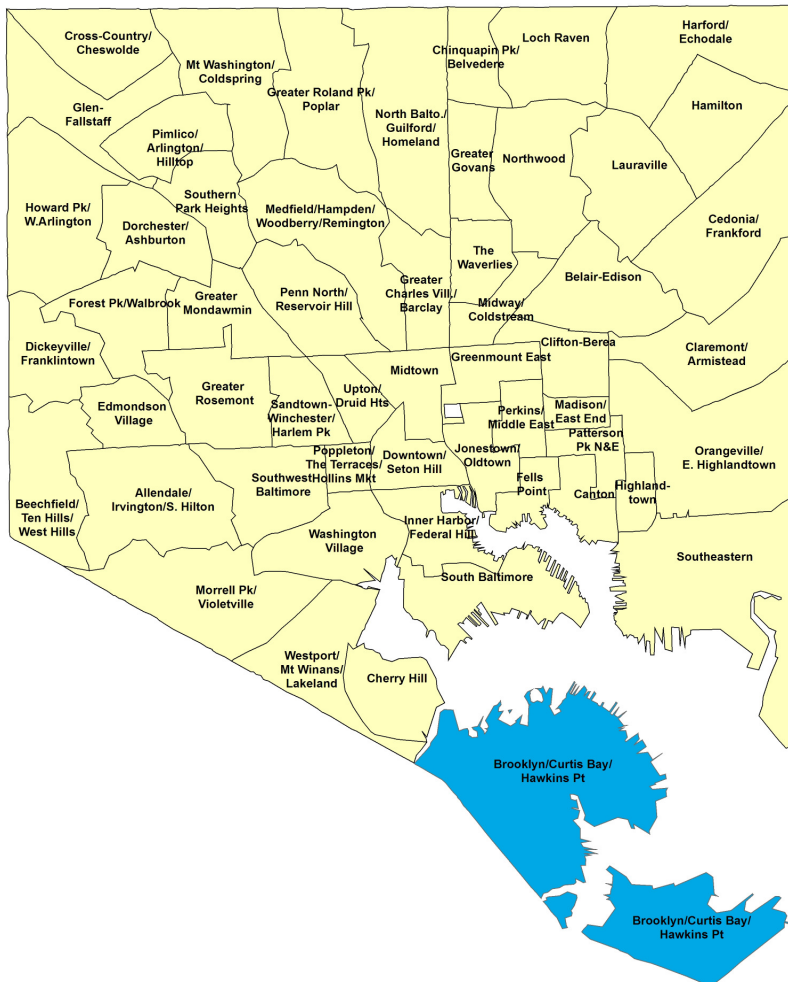 Cross-Country/
Cheswolde
Mt Washington/
Coldspring
Greater Roland Pk/
Poplar
Chinquapin Pk/
Belvedere
Loch Raven
Harford/
Echodale
Glen-
Fallstaff
Pimlico/
Arlington/
Hilltop
North Balto./
Guilford/
Homeland
Hamilton
Greater
Govans
Northwood
Lauraville
Howard Pk/
W.Arlington
Southern
Park Heights
Dorchester/
Ashburton
Medfield/Hampden/
Woodberry/Remington
Cedonia/
Frankford
The
Waverlies
Belair-Edison
Forest Pk/Walbrook
Greater
Mondawmin
Penn North/
Reservoir Hill
Greater
Charles Vill./
Barclay
Midway/
Coldstream
Dickeyville/
Franklintown
Midtown
Greenmount East
Clifton-Berea
Claremont/
Armistead
Edmondson
Village
Greater
Rosemont
Sandtown-
Winchester/
Harlem Pk
Upton/
Druid Hts
Perkins/
Middle East
Madison/
East End
Patterson
Pk N&E
Orangeville/
E. Highlandtown
Poppleton/
The Terraces/
Hollins Mkt
Downtown/
Seton Hill
Jonestown/
Oldtown
Southwest
Baltimore
Fells
Point
Canton
Highland-
town
Beechfield/
Ten Hills/
West Hills
Allendale/
Irvington/S. Hilton
Washington
Village
Inner Harbor/
Federal Hill
Southeastern
South Baltimore
Morrell Pk/
Violetville
Westport/
Mt Winans/
Lakeland
Cherry Hill
Brooklyn/Curtis Bay/
Hawkins Pt
Brooklyn/Curtis Bay/
Hawkins Pt